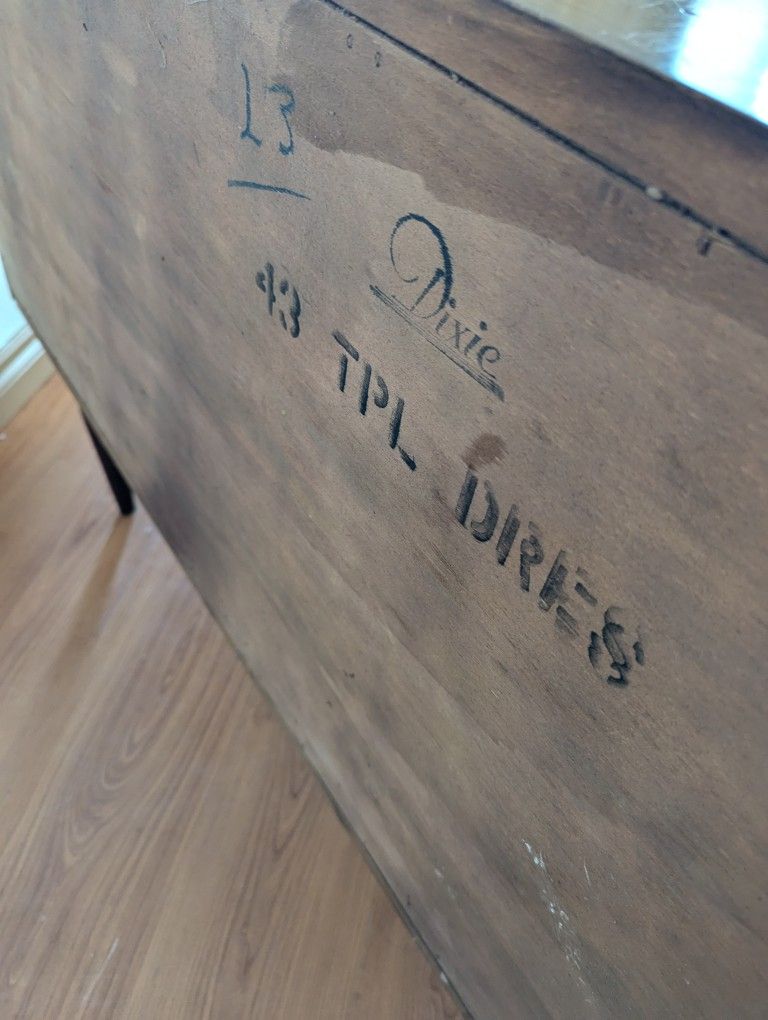 13
Dixie
43 TPL DRES